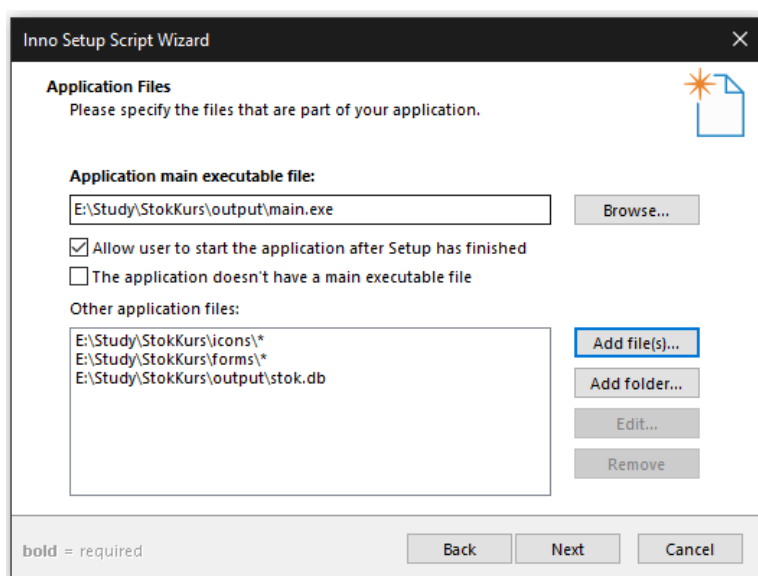 Inno Setup Script Wizard
Application Files
Please specify the files that are part of your application.
Application main executable file:
E:\Study\StokKurs\output\main.exe
Browse...
Allow user to start the application after Setup has finished
The application doesn't have a main executable file
Other application files:
E:\Study\StokKurs\icons\*
E:\Study\StokKurs\forms\*
E:\Study\StokKurs\output\stok.db
Add file(s)...
Add folder...
Edit...
Remove
bold = required
Back
Next
Cancel